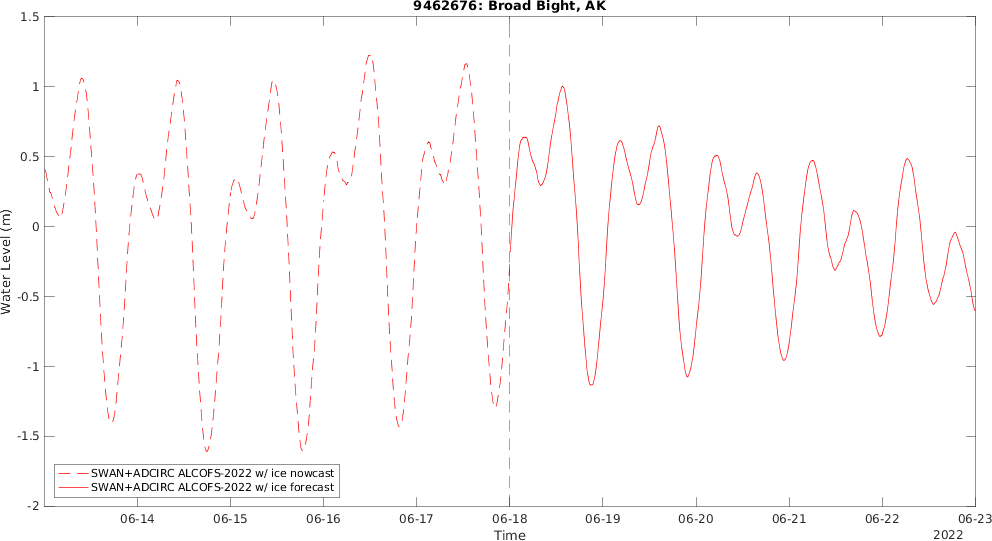 9462676: Broad Bight, AK
1.5
1
0.5
0
-0.5
-1
-1.5
-2
Water Level (m)
SWAN+ADCIRC ALCOFS-2022 w/ ice nowcast
SWAN+ADCIRC ALCOFS-2022 w/ ice forecast
06-14 06-15 06-16 06-17 06-18 06-19 06-20 06-21 06-22 06-23
Time
2022